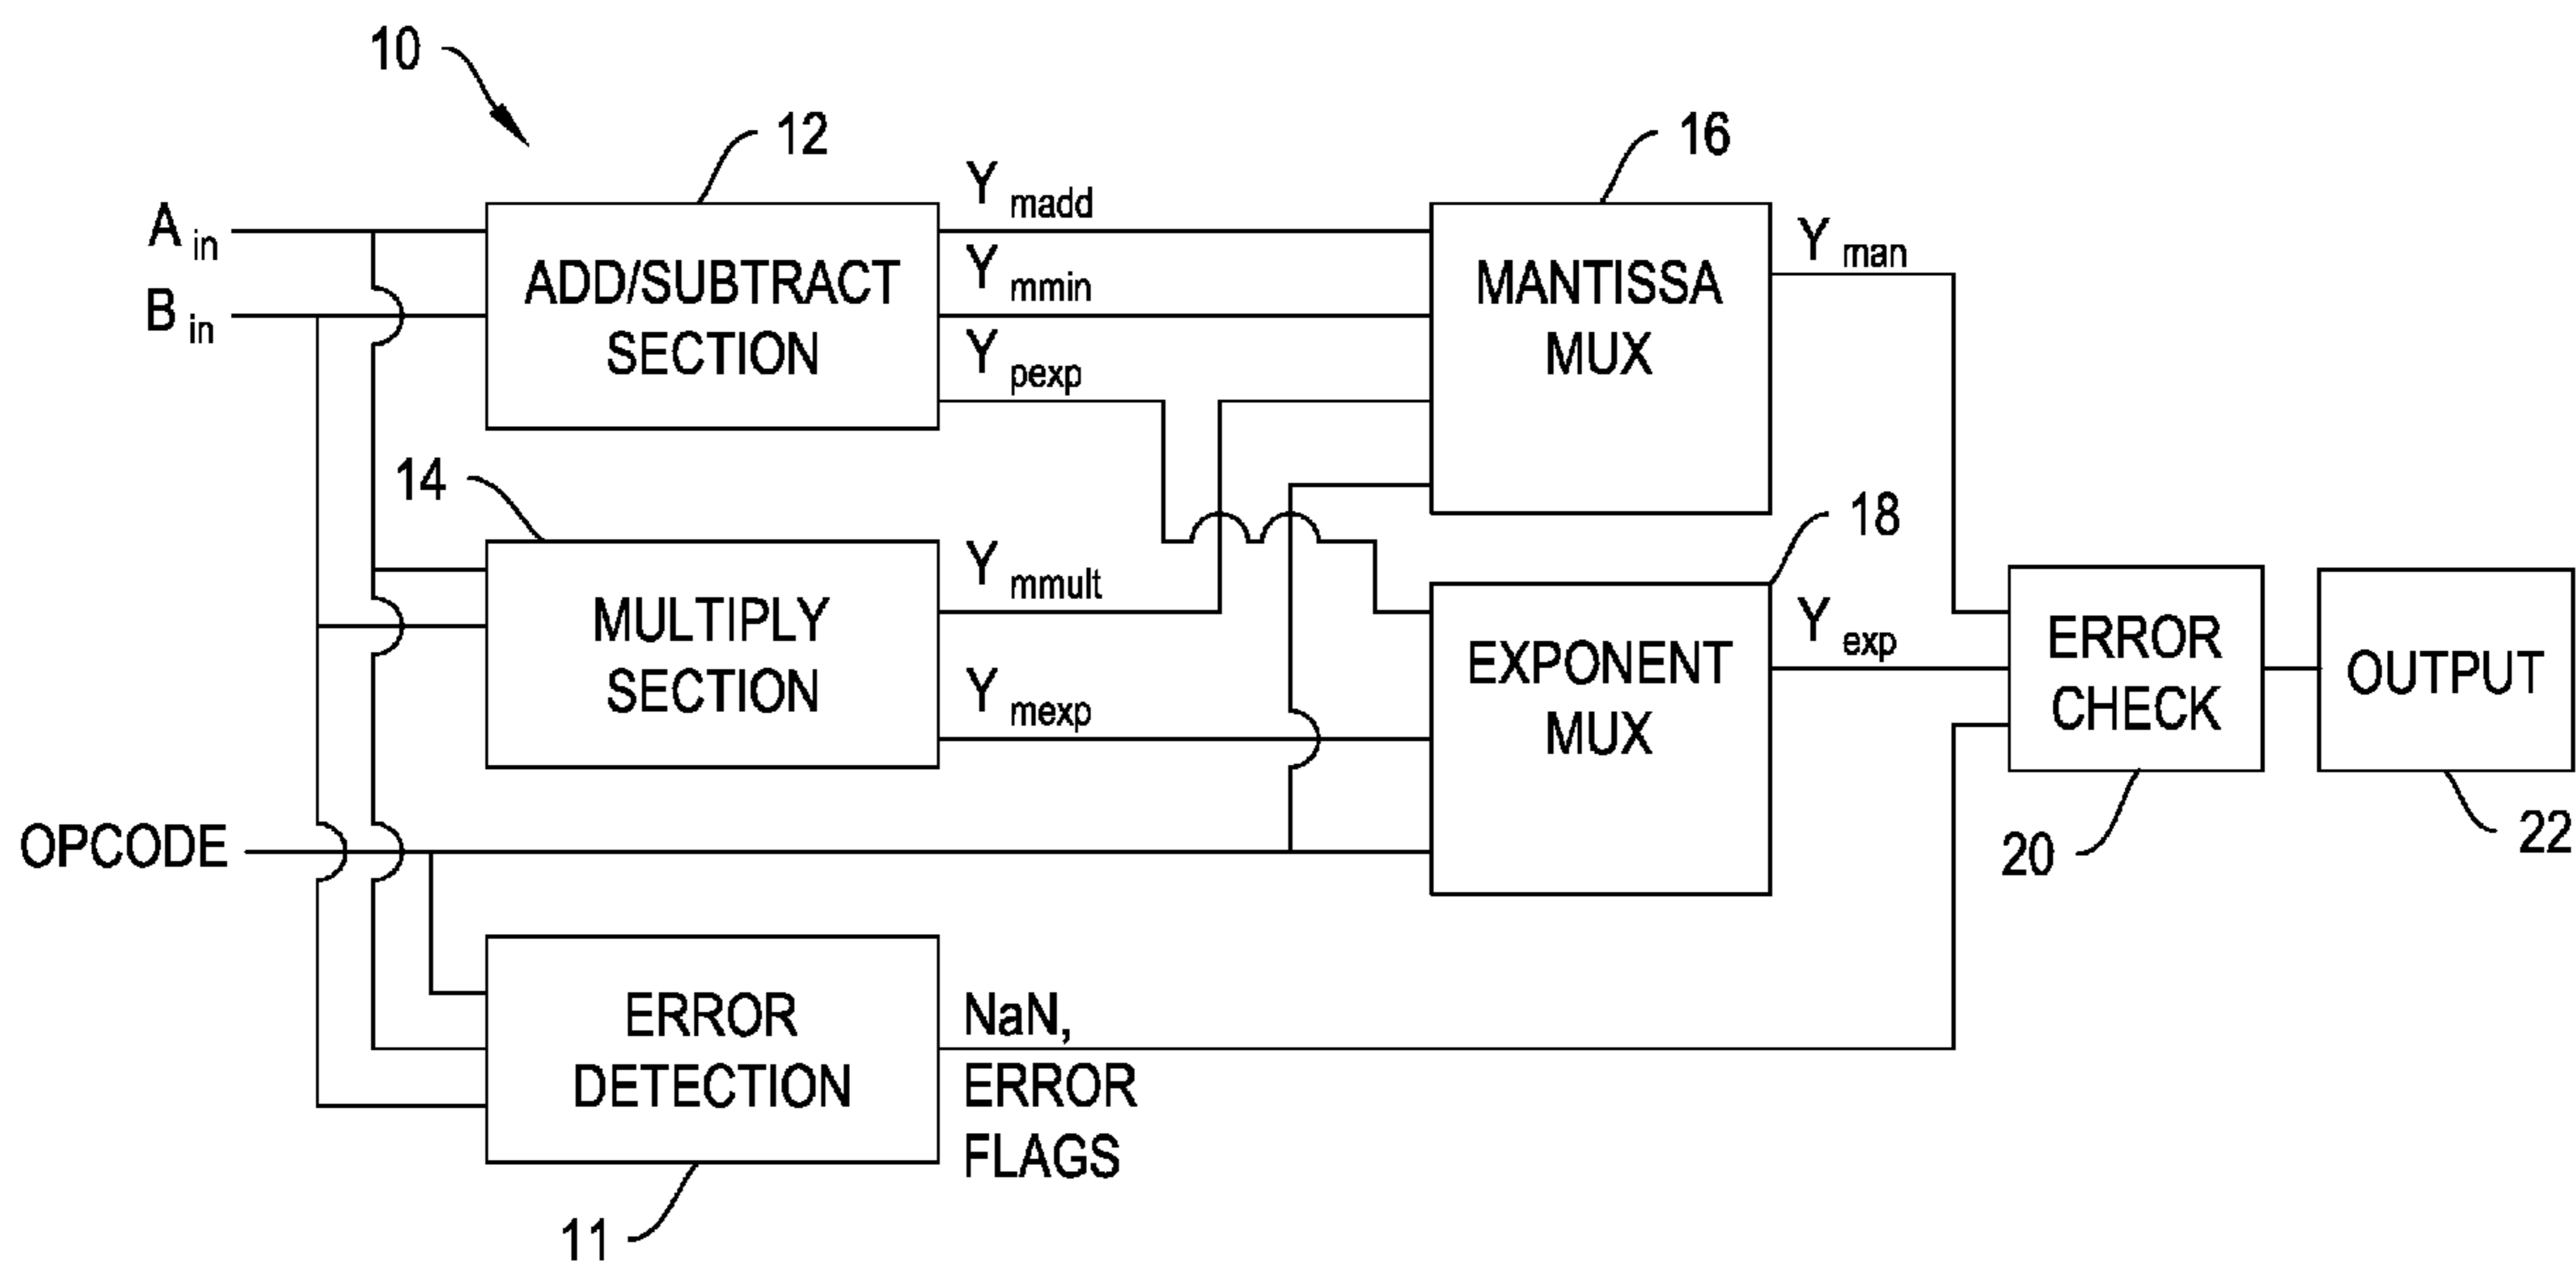 10
12
16
A in
B in
ADD/SUBTRACT
SECTION
Y madd
Y mmin
Y pexp
MANTISSA
MUX
Y man
14
18
MULTIPLY
SECTION
Y mmult
Y mexp
EXPONENT
MUX
Y exp
ERROR
CHECK
OUTPUT
OPCODE
20
22
ERROR
DETECTION
NaN,
ERROR
FLAGS
11